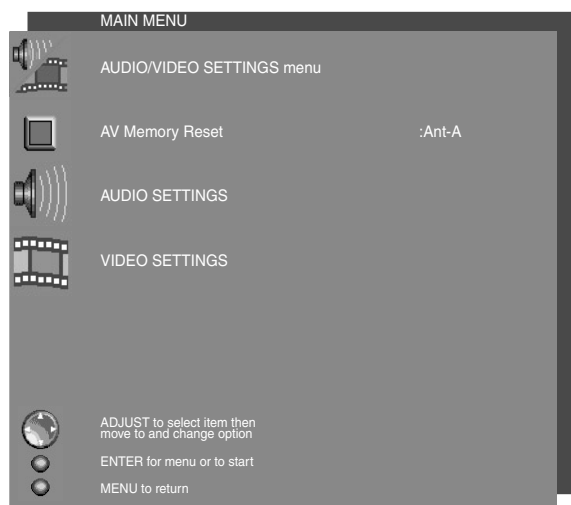 MAIN MENU
AUDIO/VIDEO SETTINGS menu
AV Memory Reset :Ant-A
AUDIO SETTINGS
VIDEO SETTINGS
ADJUST to select item then
move to and change option
ENTER for menu or to start
MENU to return